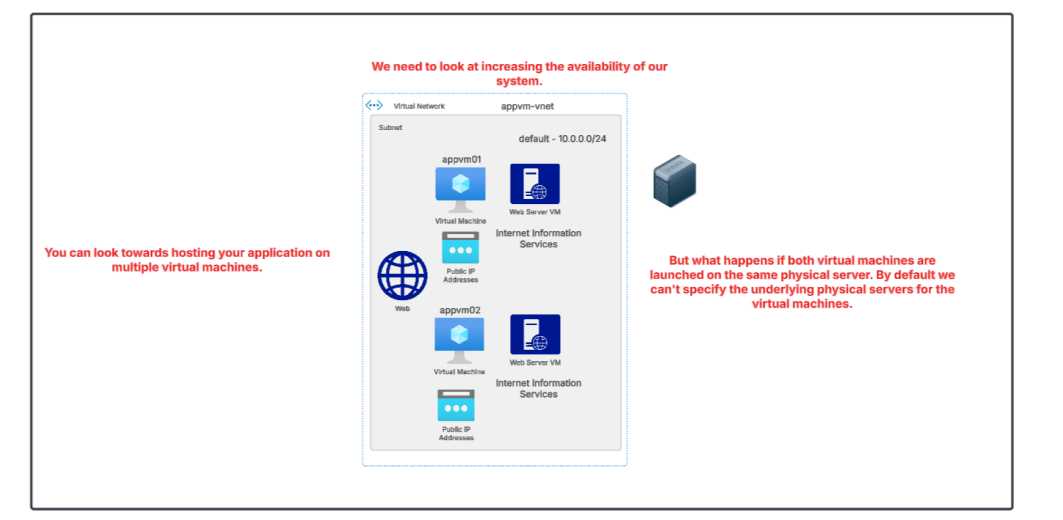 We need to look at increasing the availability of our
system.
Virtual Network
appvm-vnet
Subnet
default - 10.0.0.0/24
appvm01
Virtual Machine
Web Server VM
Internet Information
Services
Public IP
Addresses
You can look towards hosting your application on
multiple virtual machines.
Web
appvm02
Virtual Machine
Web Server VM
Internet Information
Services
Public IP
Addresses
But what happens if both virtual machines are
launched on the same physical server. By default we
can't specify the underlying physical servers for the
virtual machines.